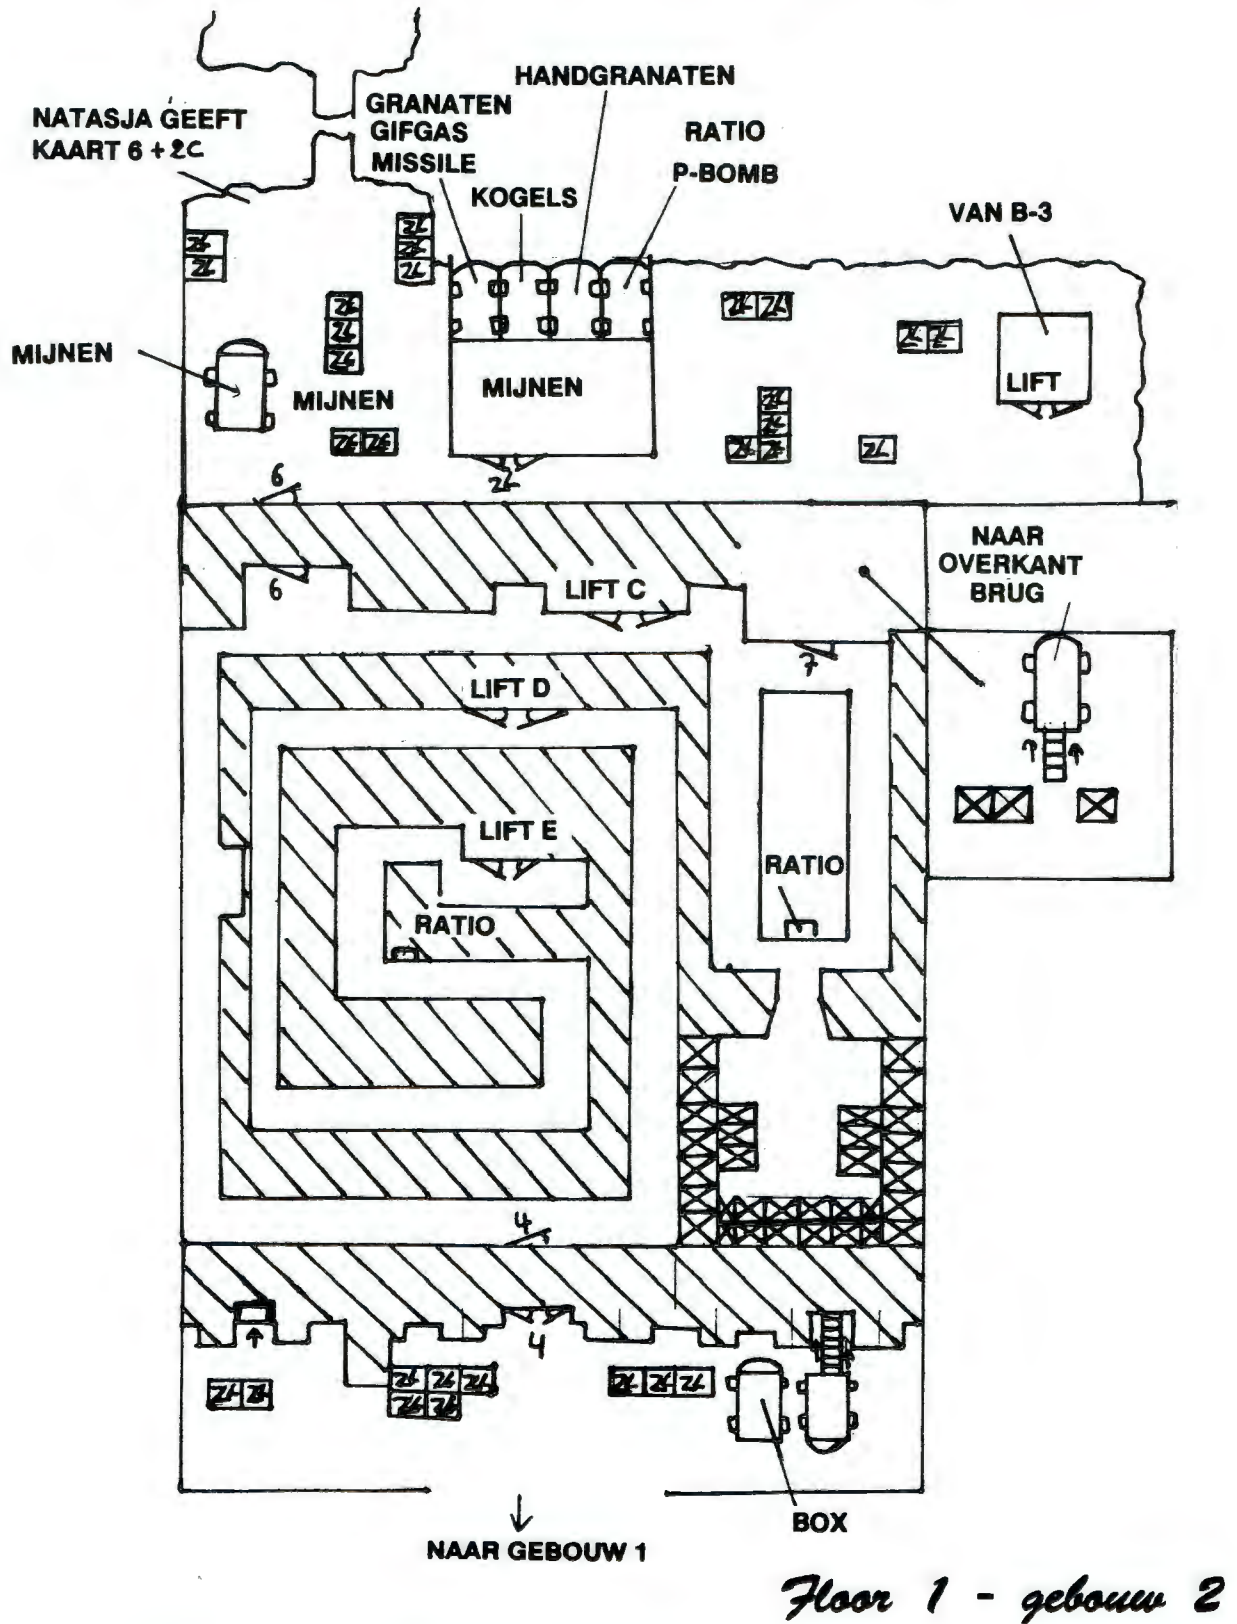 HANDGRANATEN
GRANATEN
GIFGAS
MISSILE
NATASJA GEEFT
KAART 6 + 2C
RATIO
P-BOMB
KOGELS
VAN B-3
MIJNEN
MIJNEN
MIJNEN
LIFT
6
NAAR
OVERKANT
BRUG
6
LIFT C
7
LIFT D
LIFT E
RATIO
RATIO
4
4
BOX
NAAR GEBOUW 1
Floor 1 - gebouw 2